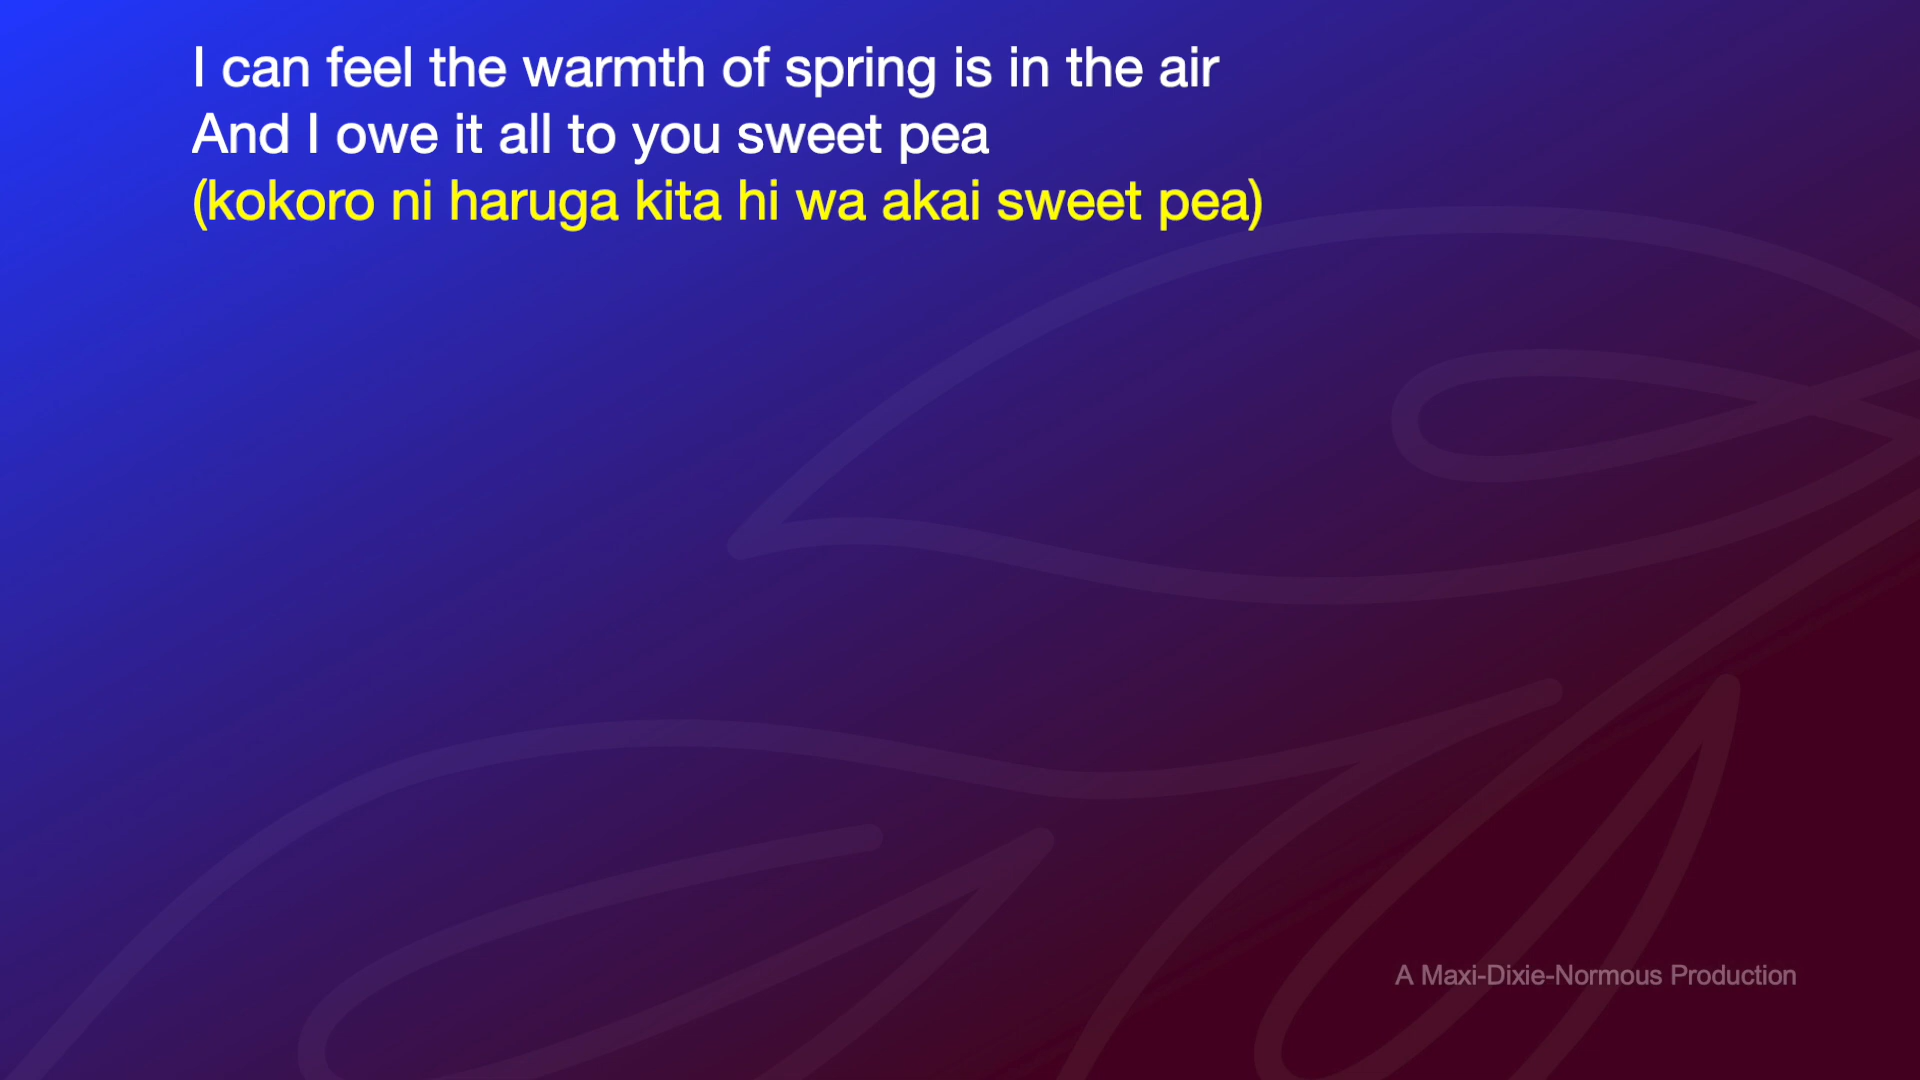 I can feel the warmth of spring is in the air
And I owe it all to you sweet pea
(kokoro ni haruga kita hi wa akai sweet pea)
A Maxi-Dixie-Normous Production